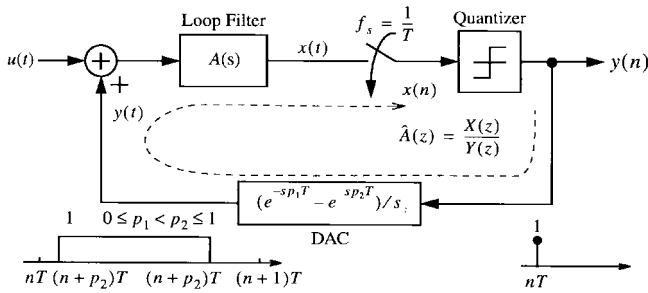 Loop Filter
Quantizer
f_s = 1/T
u(t)
+
A(s)
x(t)
y(n)
+
x(n)
y(t)
Â(z) = X(z)/Y(z)
(e^{-sp_1T} - e^{sp_2T})/s
DAC
1
0 ≤ p_1 < p_2 ≤ 1
1
nT (n + p_2)T (n + p_2)T (n + 1)T
nT